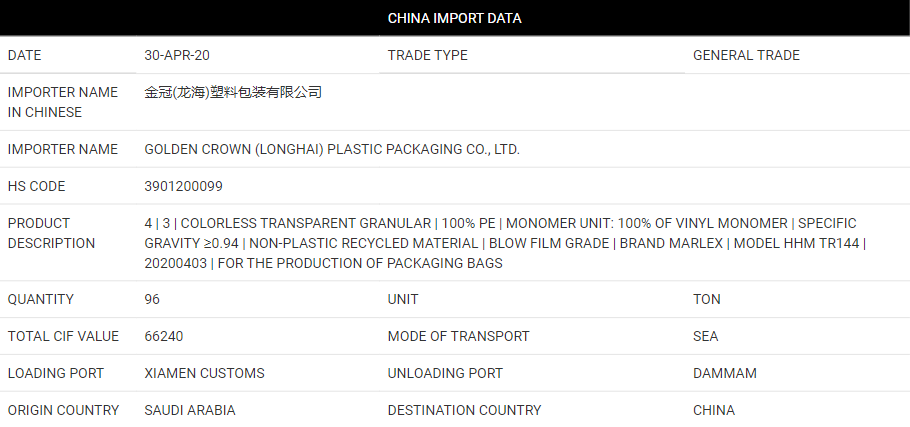 CHINA IMPORT DATA
DATE 30-APR-20 TRADE TYPE GENERAL TRADE
IMPORTER NAME
IN CHINESE
金冠(龙海)塑料包装有限公司
IMPORTER NAME GOLDEN CROWN (LONGHAI) PLASTIC PACKAGING CO., LTD.
HS CODE 3901200099
PRODUCT
DESCRIPTION
4 | 3 | COLORLESS TRANSPARENT GRANULAR | 100% PE | MONOMER UNIT: 100% OF VINYL MONOMER | SPECIFIC
GRAVITY ≥0.94 | NON-PLASTIC RECYCLED MATERIAL | BLOW FILM GRADE | BRAND MARLEX | MODEL HHM TR144 |
20200403 | FOR THE PRODUCTION OF PACKAGING BAGS
QUANTITY 96 UNIT TON
TOTAL CIF VALUE 66240 MODE OF TRANSPORT SEA
LOADING PORT XIAMEN CUSTOMS UNLOADING PORT DAMMAM
ORIGIN COUNTRY SAUDI ARABIA DESTINATION COUNTRY CHINA